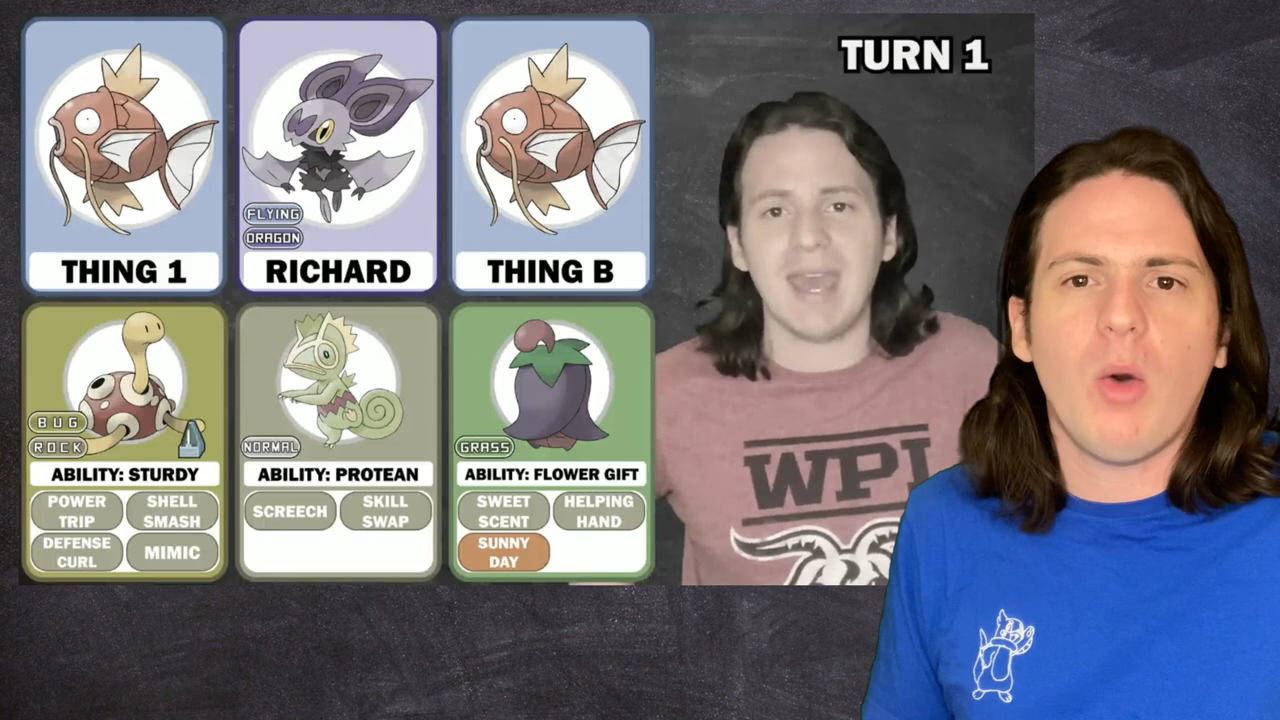 TURN 1
THING 1
RICHARD
FLYING
DRAGON
THING B
BUG
ROCK
ABILITY: STURDY
POWER
TRIP
SHELL
SMASH
DEFENSE
CURL
MIMIC
NORMAL
ABILITY: PROTEAN
SCREECH
SKILL
SWAP
GRASS
ABILITY: FLOWER GIFT
SWEET
SCENT
HELPING
HAND
SUNNY
DAY
WPI